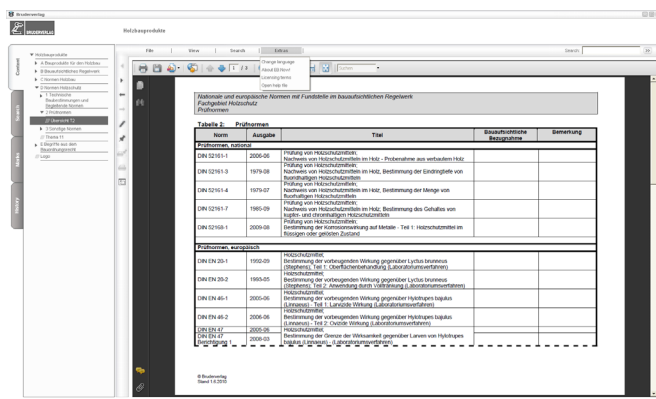 Bruderverlag
BRUDERVERLAG
Holzbauprodukte
File | View | Search | Extras
Search
Change language
Licensing terms
Open help file
Content
Search
Sticky
History
Holzbauprodukte
A Bauprodukte für den Holzbau
B Bauaufsichtliches Regelwerk
C Normen Holzbau
D Normen Holzschutz
1 Technische
Baubestimmungen und
Begleitende Normen
2 Prüfnormen
// Übersicht T2
3 Sonstige Normen
// Thema 11
E Begriffe aus dem
Bauordnungsrecht
// Logo
1 / 3
Suchen
Nationale und europäische Normen mit Fundstelle im bauaufsichtlichen Regelwerk
Fachgebiet Holzschutz
Prüfnormen
Tabelle 2: Prüfnormen
Norm Ausgabe Titel Bauaufsichtliche Bezugnahme Bemerkung
Prüfnormen, national
DIN 52161-1 2006-06 Prüfung von Holzschutzmitteln;
Nachweis von Holzschutzmitteln im Holz - Probenahme aus verbautem Holz
DIN 52161-3 1979-08 Prüfung von Holzschutzmitteln;
Nachweis von Holzschutzmitteln im Holz, Bestimmung der Eindringtiefe von
fluoridhaltigen Holzschutzmitteln
DIN 52161-4 1979-07 Prüfung von Holzschutzmitteln;
Nachweis von Holzschutzmitteln im Holz, Bestimmung der Menge von
fluorhaltigen Holzschutzmitteln
DIN 52161-7 1985-09 Prüfung von Holzschutzmitteln;
Nachweis von Holzschutzmitteln im Holz; Bestimmung des Gehaltes von
kupfer- und chromhaltigen Holzschutzmitteln
DIN 52168-1 2009-08 Prüfung von Holzschutzmitteln;
Bestimmung der Korrosionswirkung auf Metalle - Teil 1: Holzschutzmittel im
flüssigen oder gelösten Zustand
Prüfnormen, europäisch
DIN EN 20-1 1992-09 Holzschutzmittel;
Bestimmung der vorbeugenden Wirkung gegenüber Lyctus brunneus
(Stephens); Teil 1: Oberflächenbehandlung (Laboratoriumsverfahren)
DIN EN 20-2 1993-05 Holzschutzmittel;
Bestimmung der vorbeugenden Wirkung gegenüber Lyctus brunneus
(Stephens); Teil 2: Anwendung durch Volltränkung (Laboratoriumsverfahren)
DIN EN 46-1 2005-06 Holzschutzmittel;
Bestimmung der vorbeugenden Wirkung gegenüber Hylotrupes bajulus
(Linnaeus) - Teil 1: Larvizide Wirkung (Laboratoriumsverfahren)
DIN EN 46-2 2006-06 Holzschutzmittel;
Bestimmung der vorbeugenden Wirkung gegenüber Hylotrupes bajulus
(Linnaeus) - Teil 2: Ovizide Wirkung (Laboratoriumsverfahren)
DIN EN 47 2005-06 Holzschutzmittel;
DIN EN 47 Berichtigung 1 2008-03 Bestimmung der Grenze der Wirksamkeit gegenüber Larven von Hylotrupes
bajulus (Linnaeus) - (Laboratoriumsverfahren)
© Bruderverlag
Stand 1.6.2010